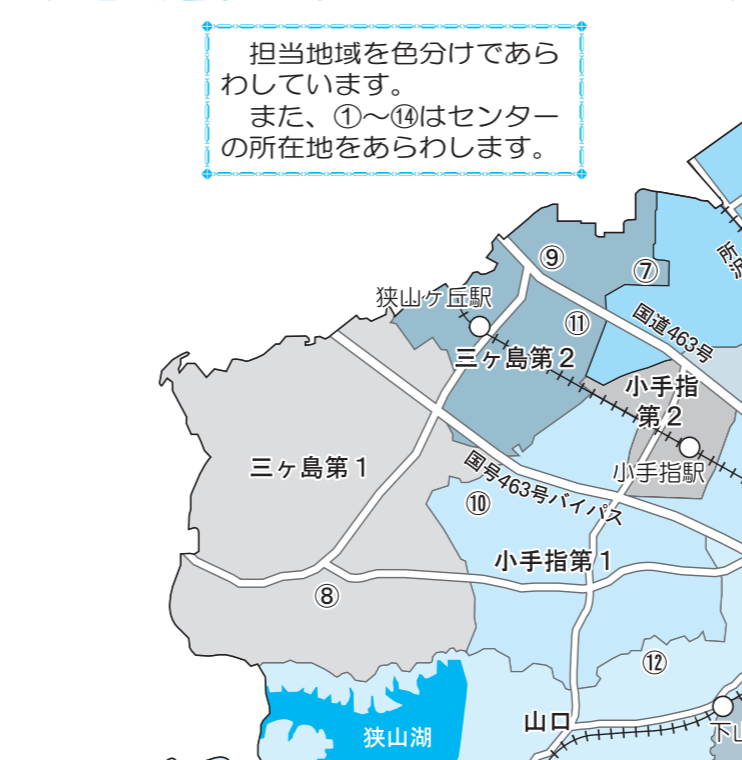 担当地域を色分けであら
わしています。
また、①〜⑭はセンター
の所在地をあらわします。
所沢
⑨
⑦
狭山ヶ丘駅
⑪
国道463号
三ヶ島第２
小手指
第２
三ヶ島第１
国号463号バイパス
小手指駅
⑩
小手指第１
⑧
⑫
山口
下山
狭山湖